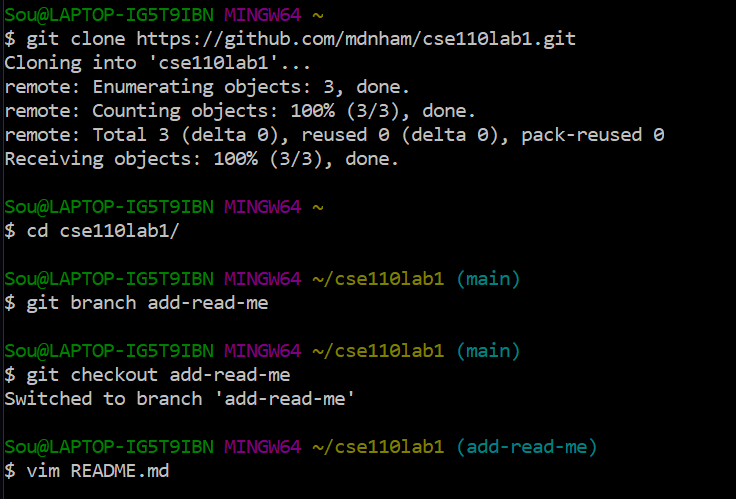 Sou@LAPTOP-IG5T9IBN MINGW64 ~
$ git clone https://github.com/mdnham/cse110lab1.git
Cloning into 'cse110lab1'...
remote: Enumerating objects: 3, done.
remote: Counting objects: 100% (3/3), done.
remote: Total 3 (delta 0), reused 0 (delta 0), pack-reused 0
Receiving objects: 100% (3/3), done.
Sou@LAPTOP-IG5T9IBN MINGW64 ~
$ cd cse110lab1/
Sou@LAPTOP-IG5T9IBN MINGW64 ~/cse110lab1 (main)
$ git branch add-read-me
Sou@LAPTOP-IG5T9IBN MINGW64 ~/cse110lab1 (main)
$ git checkout add-read-me
Switched to branch 'add-read-me'
Sou@LAPTOP-IG5T9IBN MINGW64 ~/cse110lab1 (add-read-me)
$ vim README.md